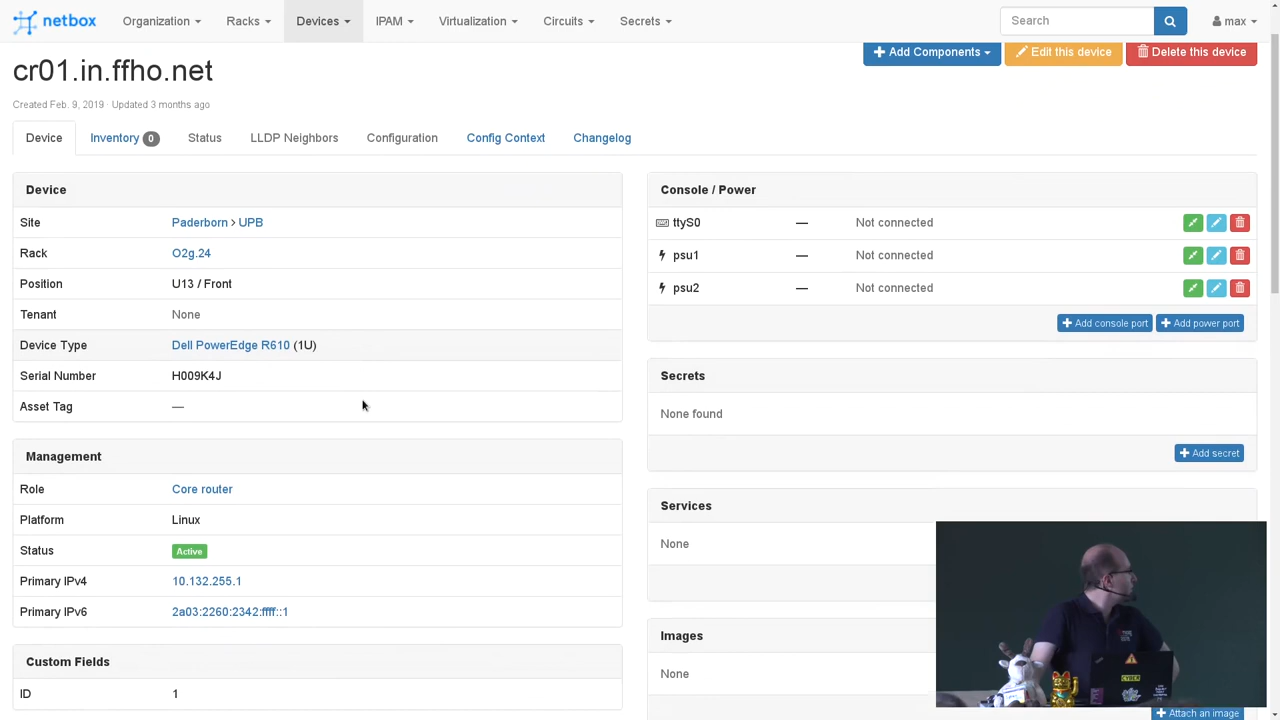 netbox Organization Racks Devices IPAM Virtualization Circuits Secrets Search max
Add Components Edit this device Delete this device
cr01.in.ffho.net
Created Feb. 9, 2019 · Updated 3 months ago
Device Inventory 0 Status LLDP Neighbors Configuration Config Context Changelog
Device
Site Paderborn > UPB
Rack O2g.24
Position U13 / Front
Tenant None
Device Type Dell PowerEdge R610 (1U)
Serial Number H009K4J
Asset Tag —
Management
Role Core router
Platform Linux
Status Active
Primary IPv4 10.132.255.1
Primary IPv6 2a03:2260:2342:ffff::1
Custom Fields
ID 1
Console / Power
ttyS0 — Not connected
psu1 — Not connected
psu2 — Not connected
Add console port Add power port
Secrets
None found
Add secret
Services
None
Images
None
Attach an image
CYBER